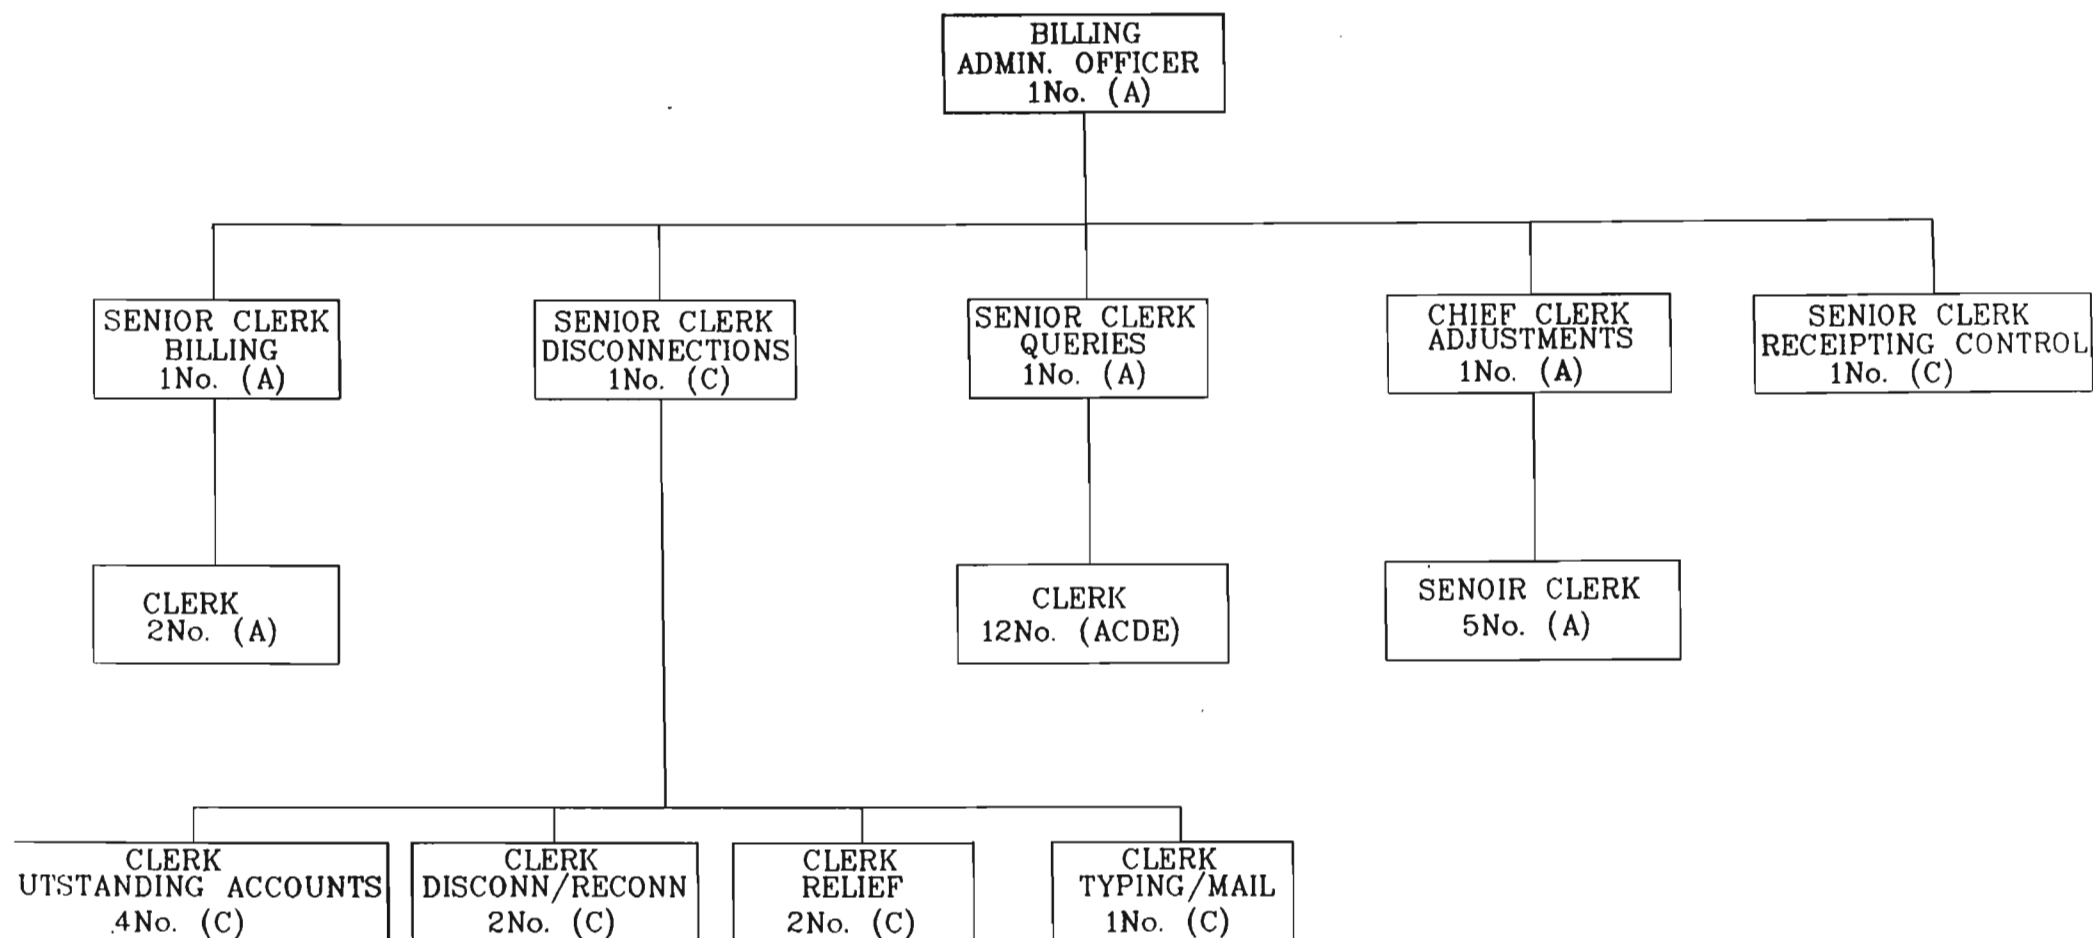 BILLING
ADMIN. OFFICER
1No. (A)
SENIOR CLERK
BILLING
1No. (A)
SENIOR CLERK
DISCONNECTIONS
1No. (C)
SENIOR CLERK
QUERIES
1No. (A)
CHIEF CLERK
ADJUSTMENTS
1No. (A)
SENIOR CLERK
RECEIPTING CONTROL
1No. (C)
CLERK
2No. (A)
CLERK
12No. (ACDE)
SENOIR CLERK
5No. (A)
CLERK
UTSTANDING ACCOUNTS
4No. (C)
CLERK
DISCONN/RECONN
2No. (C)
CLERK
RELIEF
2No. (C)
CLERK
TYPING/MAIL
1No. (C)